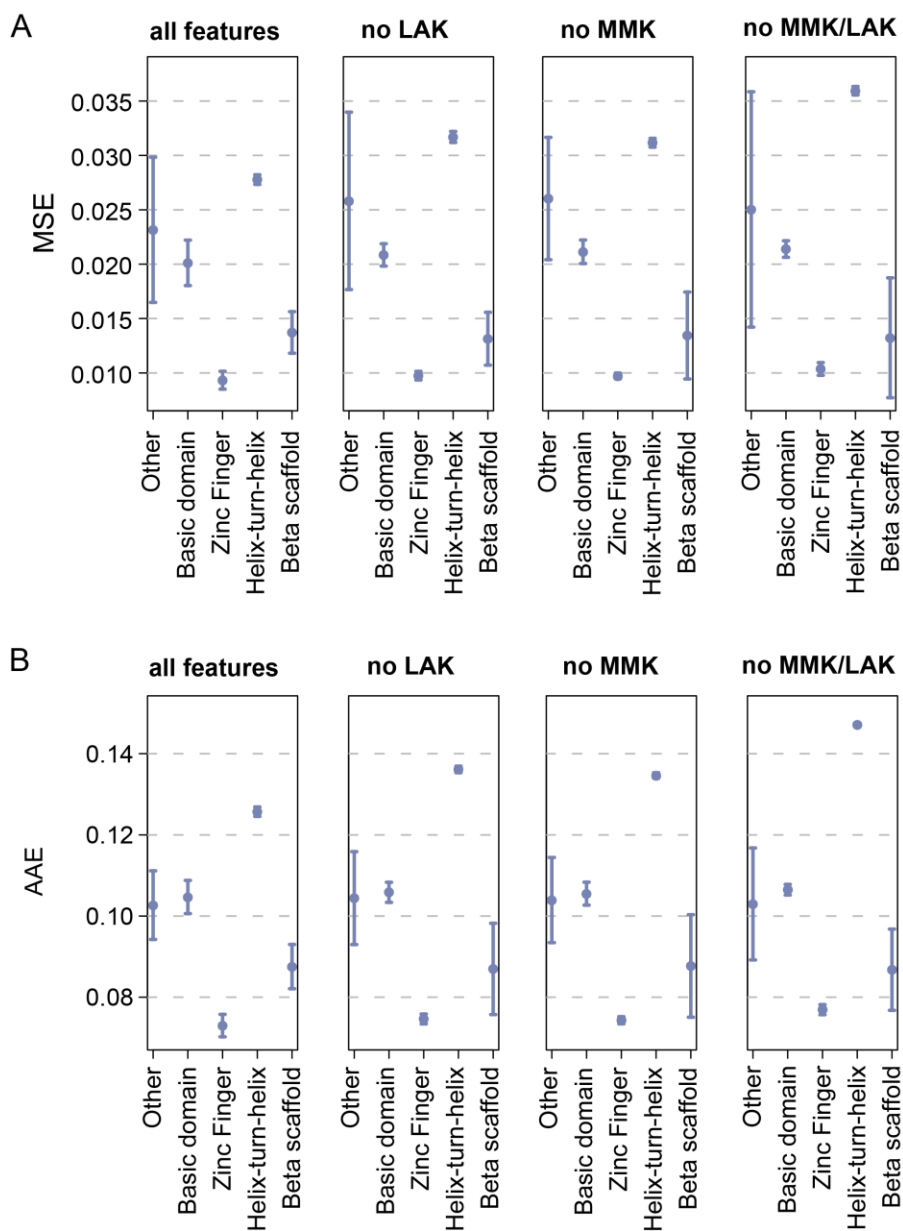 A
all features no LAK no MMK no MMK/LAK
MSE
0.035
0.030
0.025
0.020
0.015
0.010
Other
Basic domain
Zinc Finger
Helix-turn-helix
Beta scaffold
Other
Basic domain
Zinc Finger
Helix-turn-helix
Beta scaffold
Other
Basic domain
Zinc Finger
Helix-turn-helix
Beta scaffold
Other
Basic domain
Zinc Finger
Helix-turn-helix
Beta scaffold
B
all features no LAK no MMK no MMK/LAK
AAE
0.14
0.12
0.10
0.08
Other
Basic domain
Zinc Finger
Helix-turn-helix
Beta scaffold
Other
Basic domain
Zinc Finger
Helix-turn-helix
Beta scaffold
Other
Basic domain
Zinc Finger
Helix-turn-helix
Beta scaffold
Other
Basic domain
Zinc Finger
Helix-turn-helix
Beta scaffold